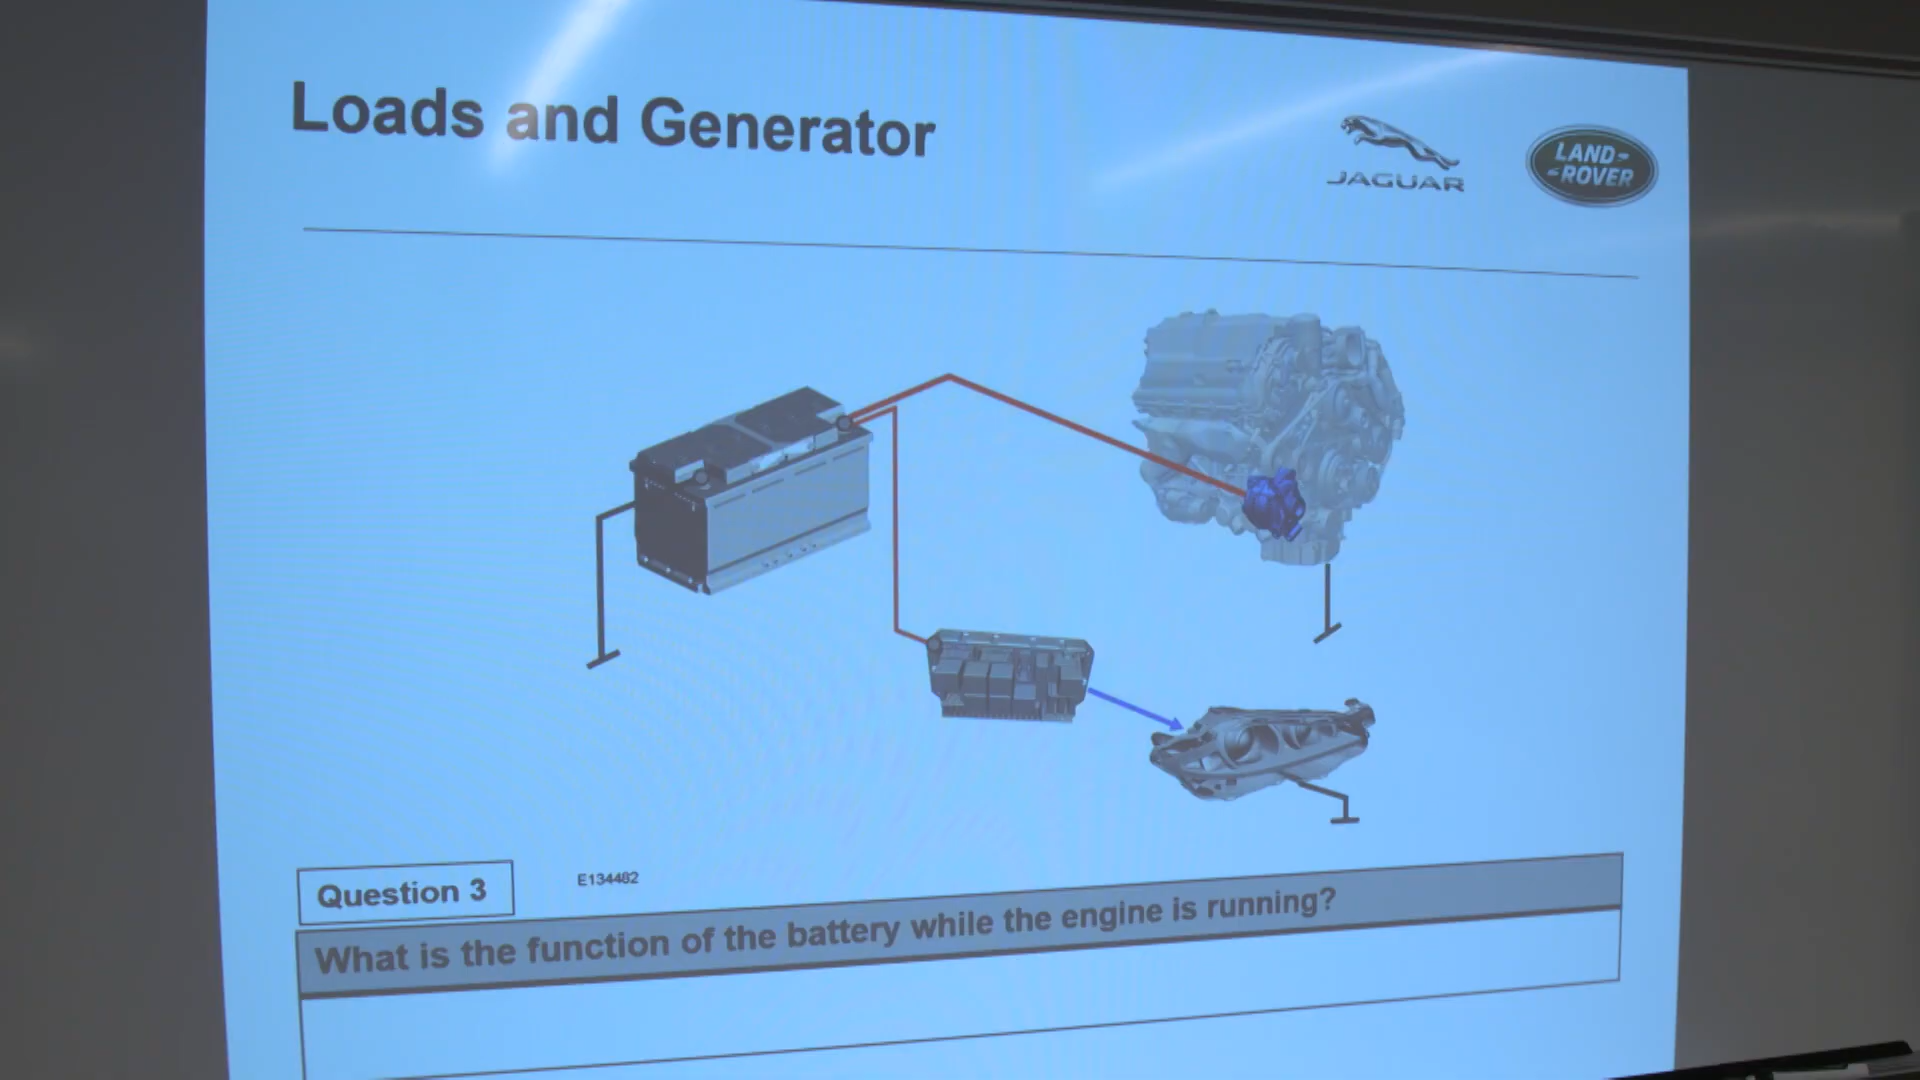 Loads and Generator
JAGUAR
LAND-
-ROVER
Question 3
E134482
What is the function of the battery while the engine is running?